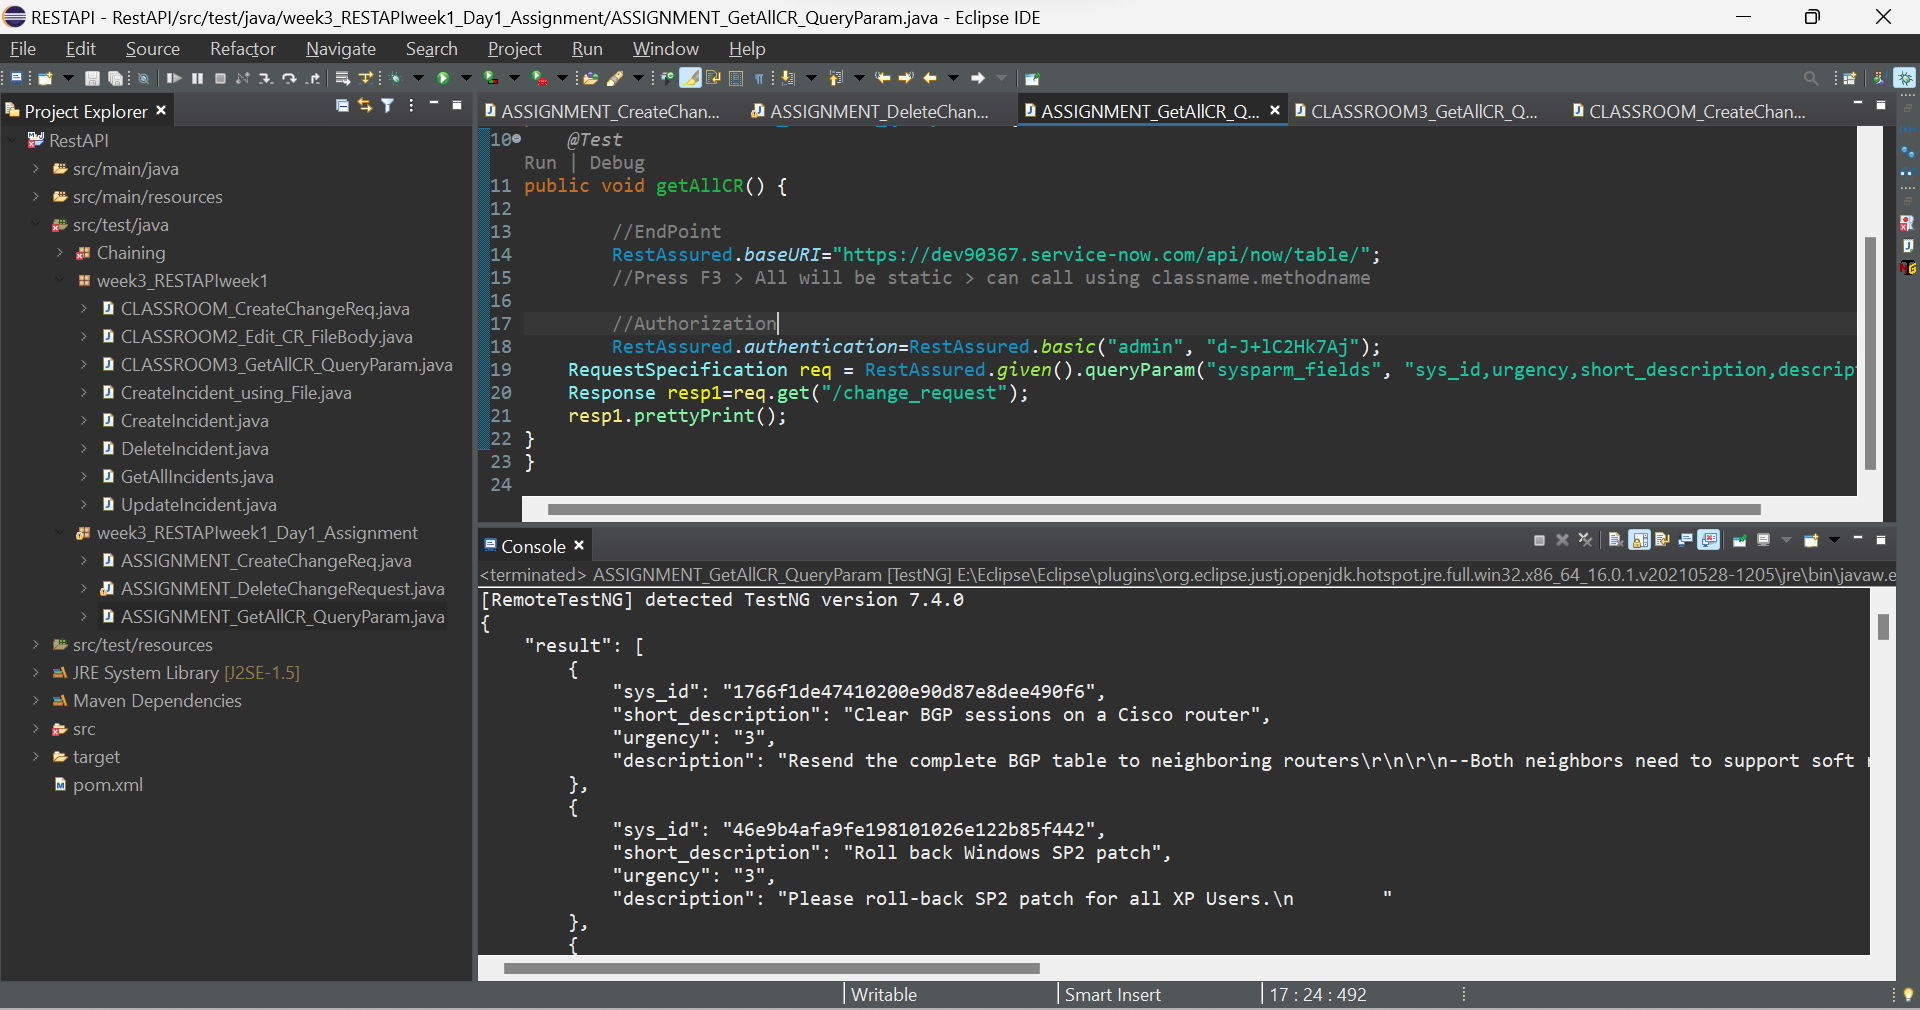 RESTAPI - RestAPI/src/test/java/week3_RESTAPIweek1_Day1_Assignment/ASSIGNMENT_GetAllCR_QueryParam.java - Eclipse IDE
File Edit Source Refactor Navigate Search Project Run Window Help
Project Explorer
RestAPI
src/main/java
src/main/resources
src/test/java
Chaining
week3_RESTAPIweek1
CLASSROOM_CreateChangeReq.java
CLASSROOM2_Edit_CR_FileBody.java
CLASSROOM3_GetAllCR_QueryParam.java
CreateIncident_using_File.java
CreateIncident.java
DeleteIncident.java
GetAllIncidents.java
UpdateIncident.java
week3_RESTAPIweek1_Day1_Assignment
ASSIGNMENT_CreateChangeReq.java
ASSIGNMENT_DeleteChangeRequest.java
ASSIGNMENT_GetAllCR_QueryParam.java
src/test/resources
JRE System Library [J2SE-1.5]
Maven Dependencies
src
target
pom.xml
ASSIGNMENT_CreateChan... ASSIGNMENT_DeleteChan... ASSIGNMENT_GetAllCR_Q... CLASSROOM3_GetAllCR_Q... CLASSROOM_CreateChan...
10 @Test
Run | Debug
11 public void getAllCR() {
12
13 //EndPoint
14 RestAssured.baseURI="https://dev90367.service-now.com/api/now/table/";
15 //Press F3 > All will be static > can call using classname.methodname
16
17 //Authorization
18 RestAssured.authentication=RestAssured.basic("admin", "d-J+lC2Hk7Aj");
19 RequestSpecification req = RestAssured.given().queryParam("sysparm_fields", "sys_id,urgency,short_description,descrip
20 Response resp1=req.get("/change_request");
21 resp1.prettyPrint();
22 }
23 }
24
Console
<terminated> ASSIGNMENT_GetAllCR_QueryParam [TestNG] E:\Eclipse\Eclipse\plugins\org.eclipse.justj.openjdk.hotspot.jre.full.win32.x86_64_16.0.1.v20210528-1205\jre\bin\javaw.e
[RemoteTestNG] detected TestNG version 7.4.0
{
"result": [
{
"sys_id": "1766f1de47410200e90d87e8dee490f6",
"short_description": "Clear BGP sessions on a Cisco router",
"urgency": "3",
"description": "Resend the complete BGP table to neighboring routers\r\n\r\n--Both neighbors need to support soft
},
{
"sys_id": "46e9b4afa9fe198101026e122b85f442",
"short_description": "Roll back Windows SP2 patch",
"urgency": "3",
"description": "Please roll-back SP2 patch for all XP Users.\n "
},
{
Writable Smart Insert 17 : 24 : 492